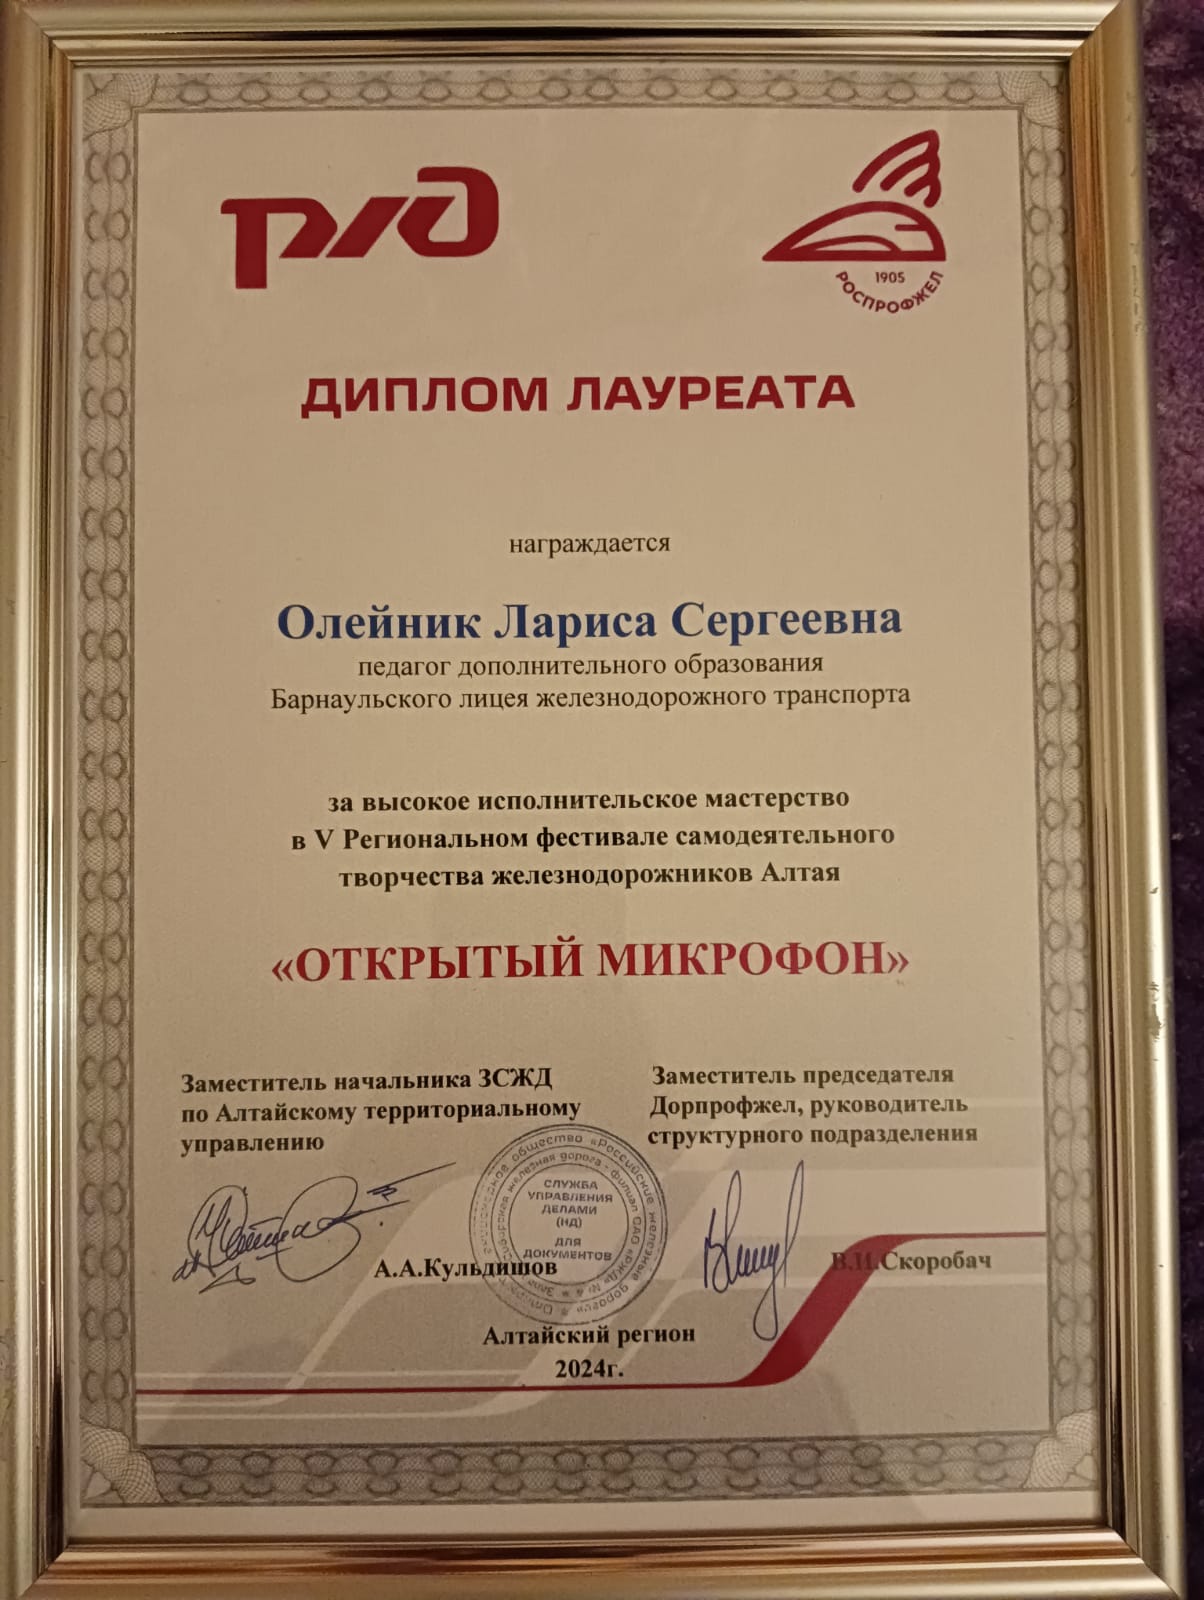 РЖД
1905
РОСПРОФЖЕЛ
ДИПЛОМ ЛАУРЕАТА
награждается
Олейник Лариса Сергеевна
педагог дополнительного образования
Барнаульского лицея железнодорожного транспорта
за высокое исполнительское мастерство
в V Региональном фестивале самодеятельного
творчества железнодорожников Алтая
«ОТКРЫТЫЙ МИКРОФОН»
Заместитель начальника ЗСЖД
по Алтайскому территориальному
управлению
Заместитель председателя
Дорпрофжел, руководитель
структурного подразделения
СЛУЖБА
УПРАВЛЕНИЯ
ДЕЛАМИ
(НД)
ДЛЯ
ДОКУМЕНТОВ
А.А.Кульдишов
В.И.Скоробач
Алтайский регион
2024г.